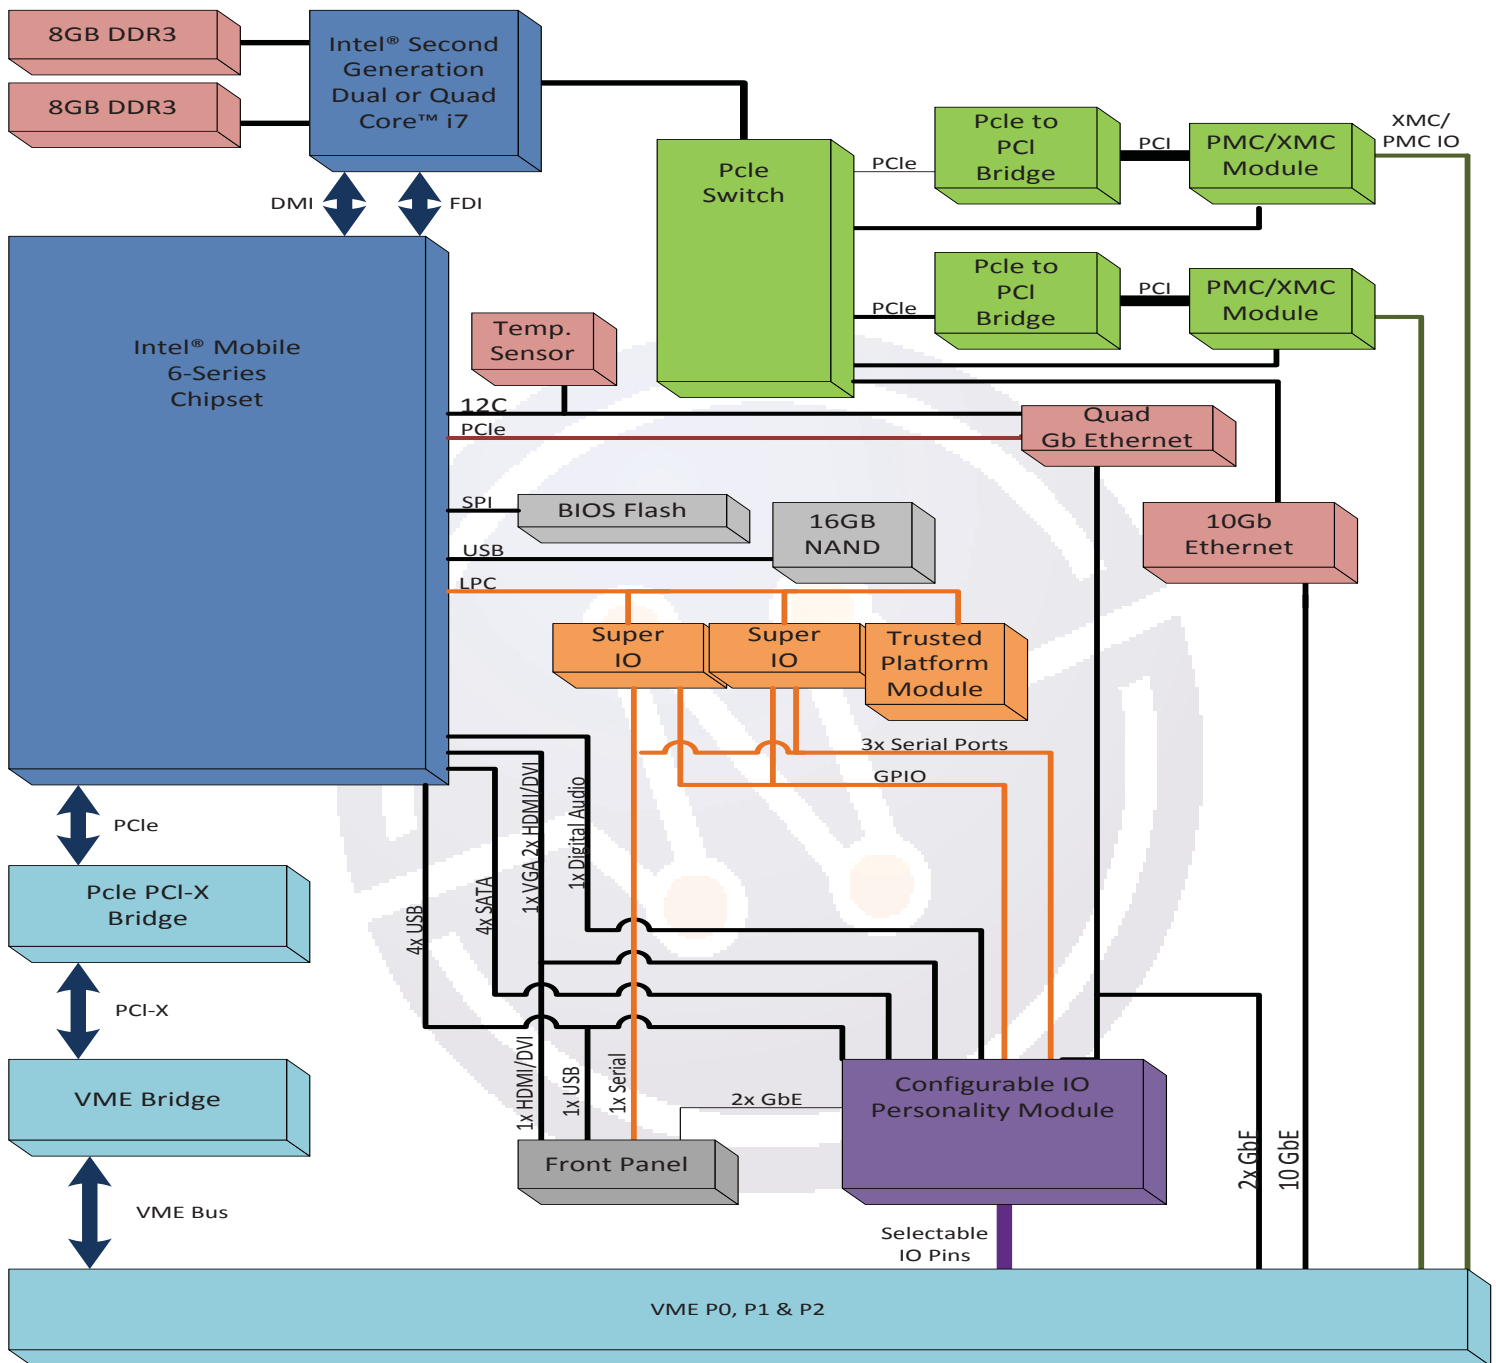 8GB DDR3
8GB DDR3
Intel® Second
Generation
Dual or Quad
Core™ i7
DMI
FDI
PcIe
Switch
PCIe
PcIe to
PCI
Bridge
PCI
PMC/XMC
Module
XMC/
PMC IO
PCIe
PcIe to
PCI
Bridge
PCI
PMC/XMC
Module
Intel® Mobile
6-Series
Chipset
Temp.
Sensor
12C
PCIe
Quad
Gb Ethernet
SPI
BIOS Flash
USB
16GB
NAND
10Gb
Ethernet
LPC
Super
IO
Super
IO
Trusted
Platform
Module
3x Serial Ports
GPIO
PCIe
PcIe PCI-X
Bridge
PCI-X
VME Bridge
VME Bus
4x USB
4x SATA
1x VGA 2x HDMI/DVI
1x Digital Audio
1x HDMI/DVI
1x USB
1x Serial
2x GbE
Front Panel
Configurable IO
Personality Module
Selectable
IO Pins
2x GbE
10 GbE
VME P0, P1 & P2